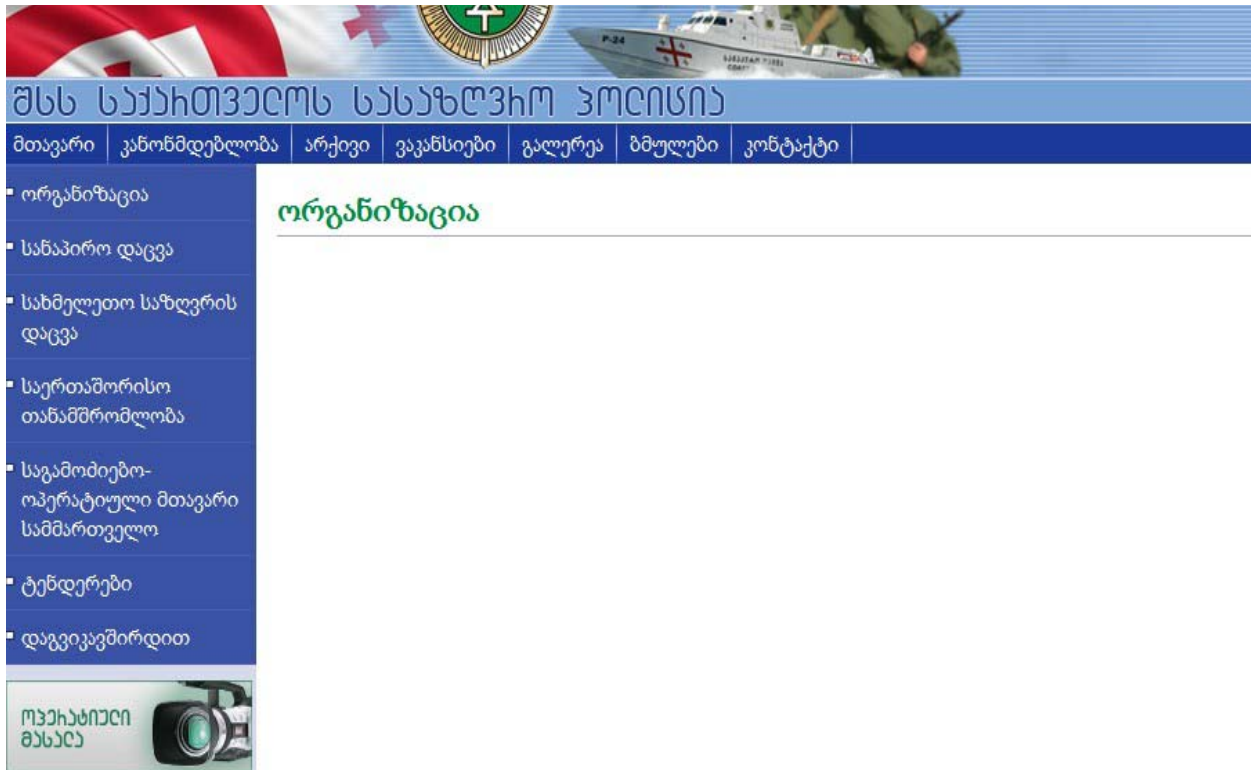 P-24
შსს საქართველოს სასაზღვრო პოლიცია
მთავარი კანონმდებლობა არქივი ვაკანსიები გალერეა ბმულები კონტაქტი
ორგანიზაცია
ორგანიზაცია
სანაპირო დაცვა
სახმელეთო საზღვრის
დაცვა
საერთაშორისო
თანამშრომლობა
საგამოძიებო-
ოპერატიული მთავარი
სამმართველო
ტენდერები
დაგვიკავშირდით
ოპერატიული
მასალა